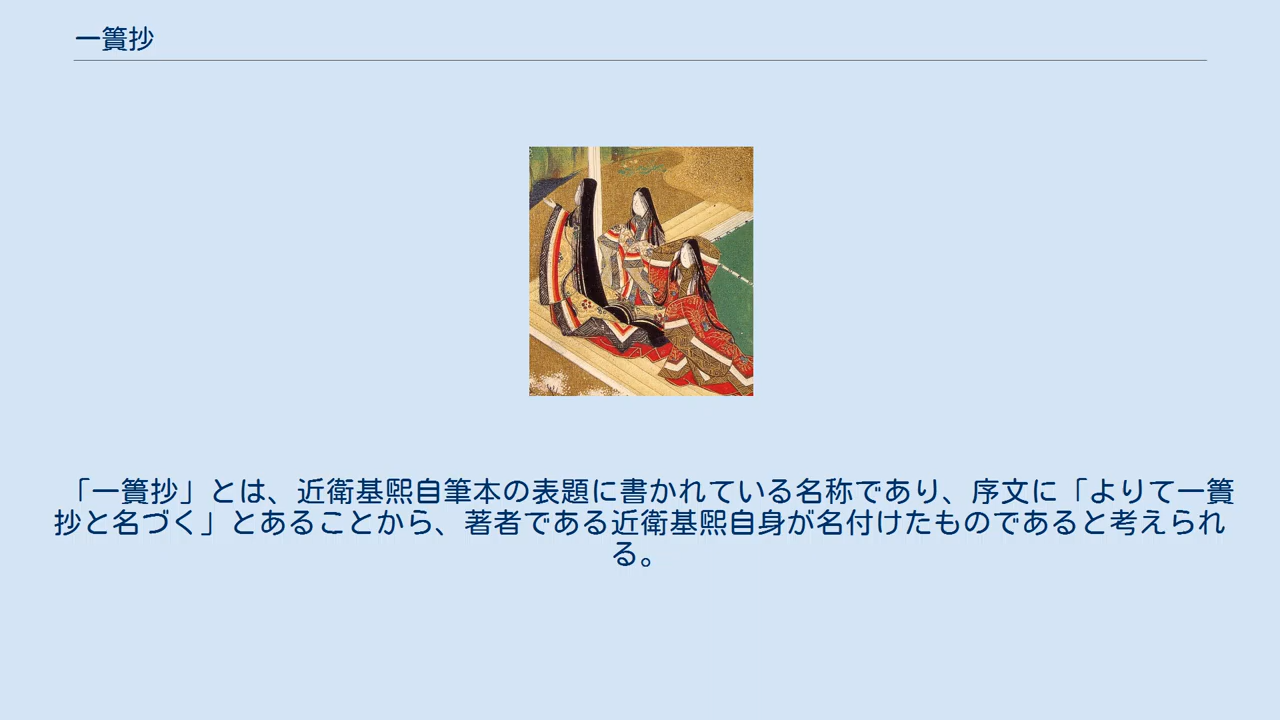 一簣抄
「一簣抄」とは、近衛基熙自筆本の表題に書かれている名称であり、序文に「よりて一簣
抄と名づく」とあることから、著者である近衛基熙自身が名付けたものであると考えられ
る。